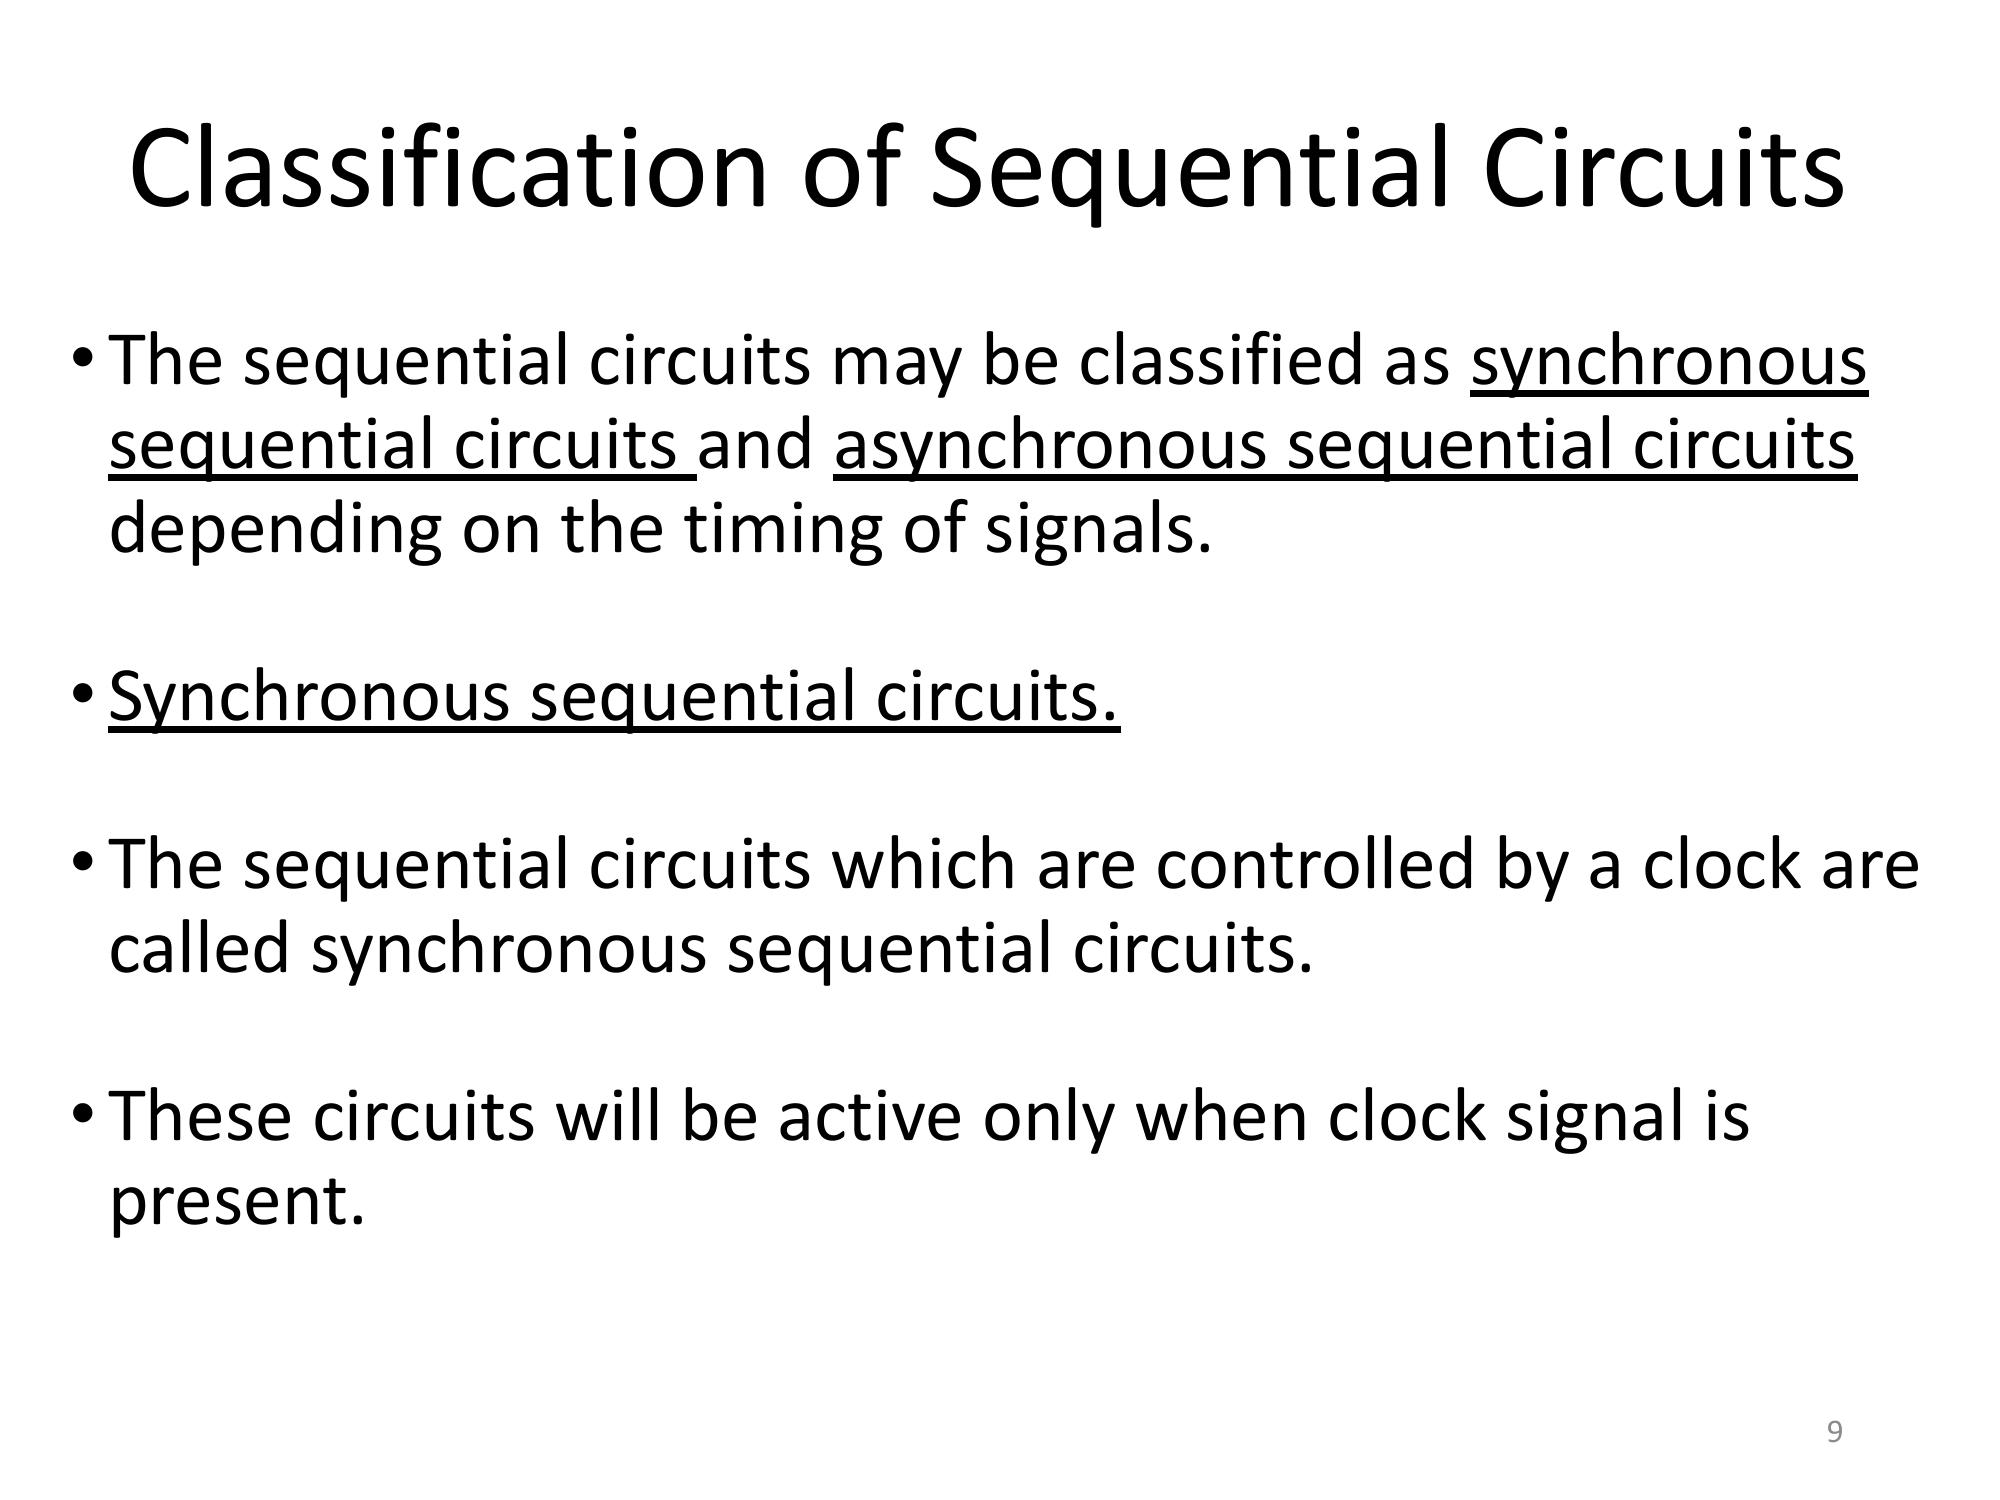 Classification of Sequential Circuits
• The sequential circuits may be classified as synchronous
sequential circuits and asynchronous sequential circuits
depending on the timing of signals.
• Synchronous sequential circuits.
• The sequential circuits which are controlled by a clock are
called synchronous sequential circuits.
• These circuits will be active only when clock signal is
present.
9